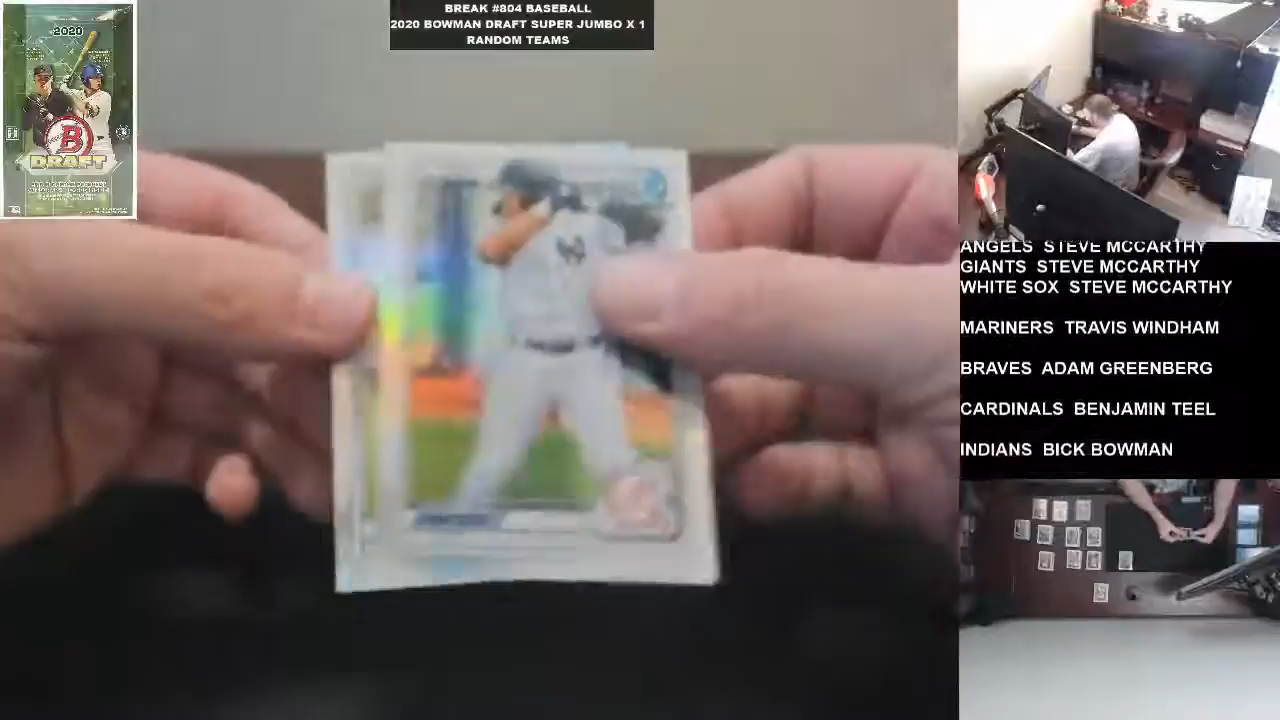 BREAK #804 BASEBALL
2020 BOWMAN DRAFT SUPER JUMBO X 1
RANDOM TEAMS
2020
B
DRAFT
ANGELS STEVE MCCARTHY
GIANTS STEVE MCCARTHY
WHITE SOX STEVE MCCARTHY
MARINERS TRAVIS WINDHAM
BRAVES ADAM GREENBERG
CARDINALS BENJAMIN TEEL
INDIANS BICK BOWMAN